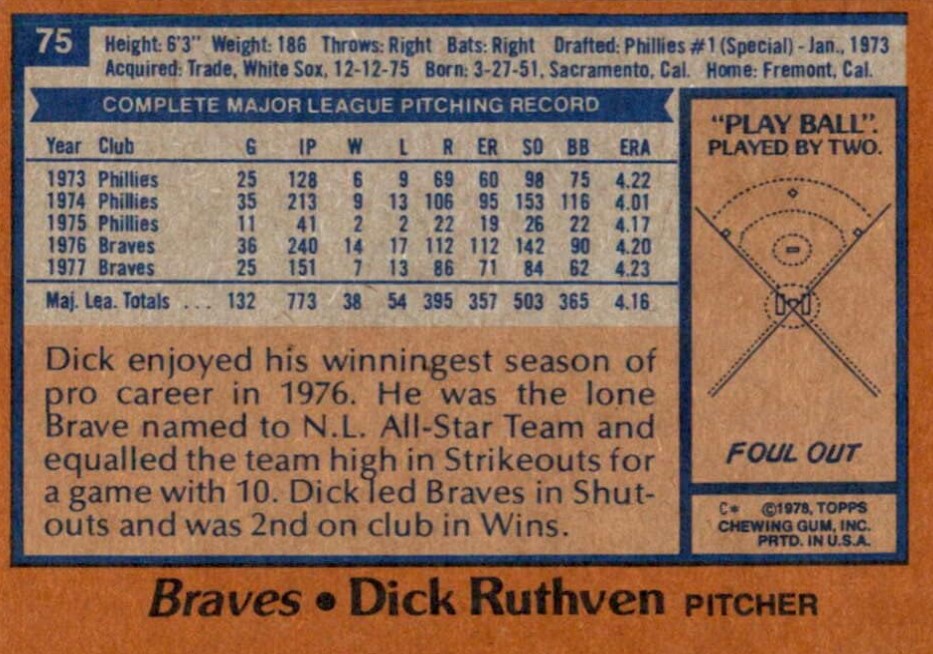 75
Height: 6'3" Weight: 186 Throws: Right Bats: Right Drafted: Phillies #1 (Special) - Jan., 1973
Acquired: Trade, White Sox, 12-12-75 Born: 3-27-51, Sacramento, Cal. Home: Fremont, Cal.
COMPLETE MAJOR LEAGUE PITCHING RECORD
Year Club G IP W L R ER SO BB ERA
1973 Phillies 25 128 6 9 69 60 98 75 4.22
1974 Phillies 35 213 9 13 106 95 153 116 4.01
1975 Phillies 11 41 2 2 22 19 26 22 4.17
1976 Braves 36 240 14 17 112 112 142 90 4.20
1977 Braves 25 151 7 13 86 71 84 62 4.23
Maj. Lea. Totals ... 132 773 38 54 395 357 503 365 4.16
Dick enjoyed his winningest season of
pro career in 1976. He was the lone
Brave named to N.L. All-Star Team and
equalled the team high in Strikeouts for
a game with 10. Dick led Braves in Shut-
outs and was 2nd on club in Wins.
"PLAY BALL".
PLAYED BY TWO.
FOUL OUT
C* ©1978, TOPPS
CHEWING GUM, INC.
PRTD. IN U.S.A.
Braves • Dick Ruthven PITCHER